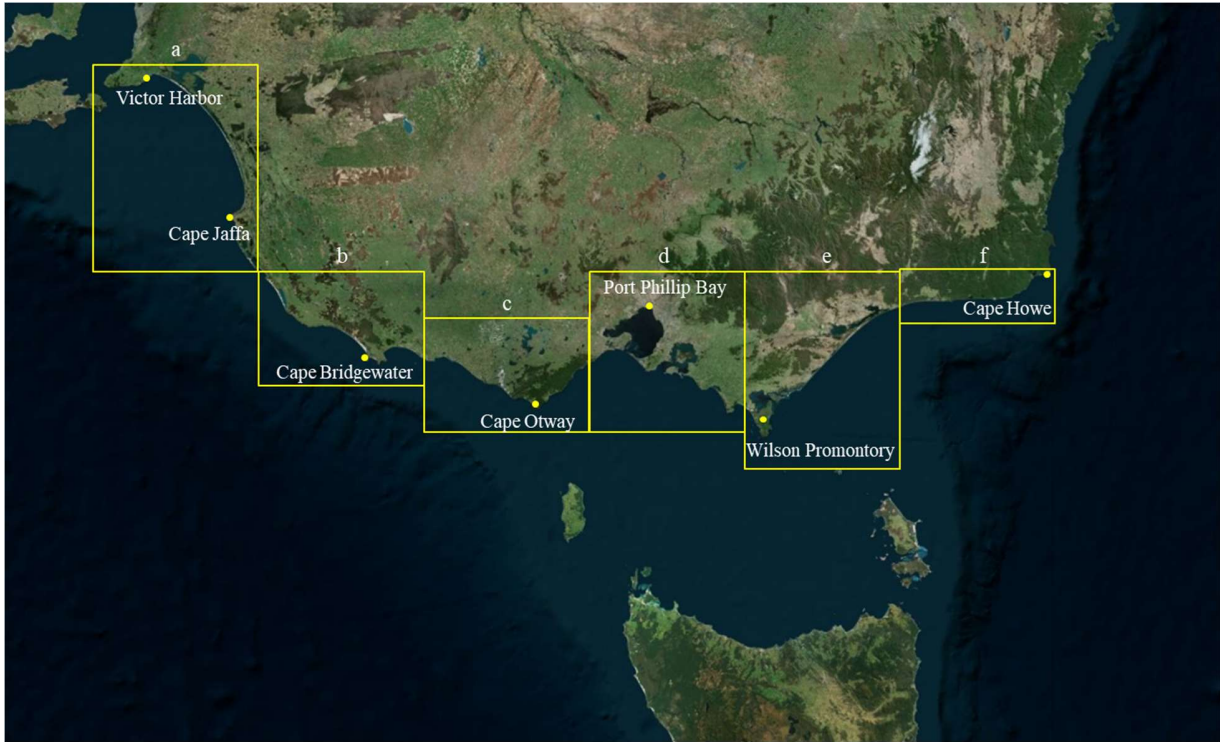 a
Victor Harbor
Cape Jaffa
b
Cape Bridgewater
c
Cape Otway
d
Port Phillip Bay
e
Wilson Promontory
f
Cape Howe